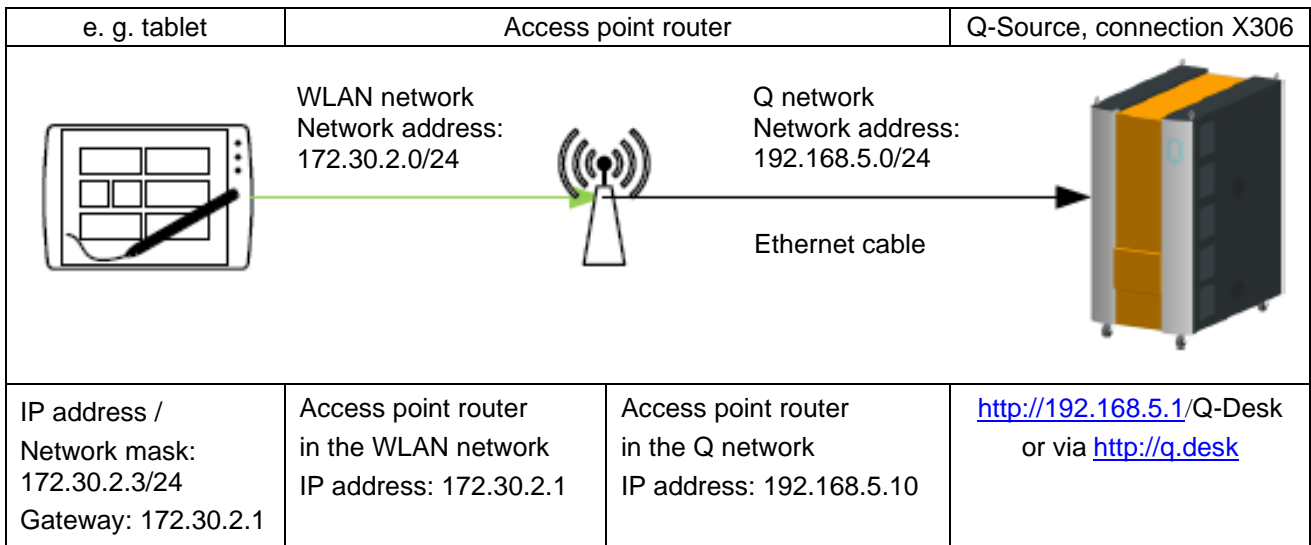 e. g. tablet
Access point router
Q-Source, connection X306
WLAN network
Network address:
172.30.2.0/24
Q network
Network address:
192.168.5.0/24
Ethernet cable
IP address /
Network mask:
172.30.2.3/24
Gateway: 172.30.2.1
Access point router
in the WLAN network
IP address: 172.30.2.1
Access point router
in the Q network
IP address: 192.168.5.10
http://192.168.5.1/Q-Desk
or via http://q.desk